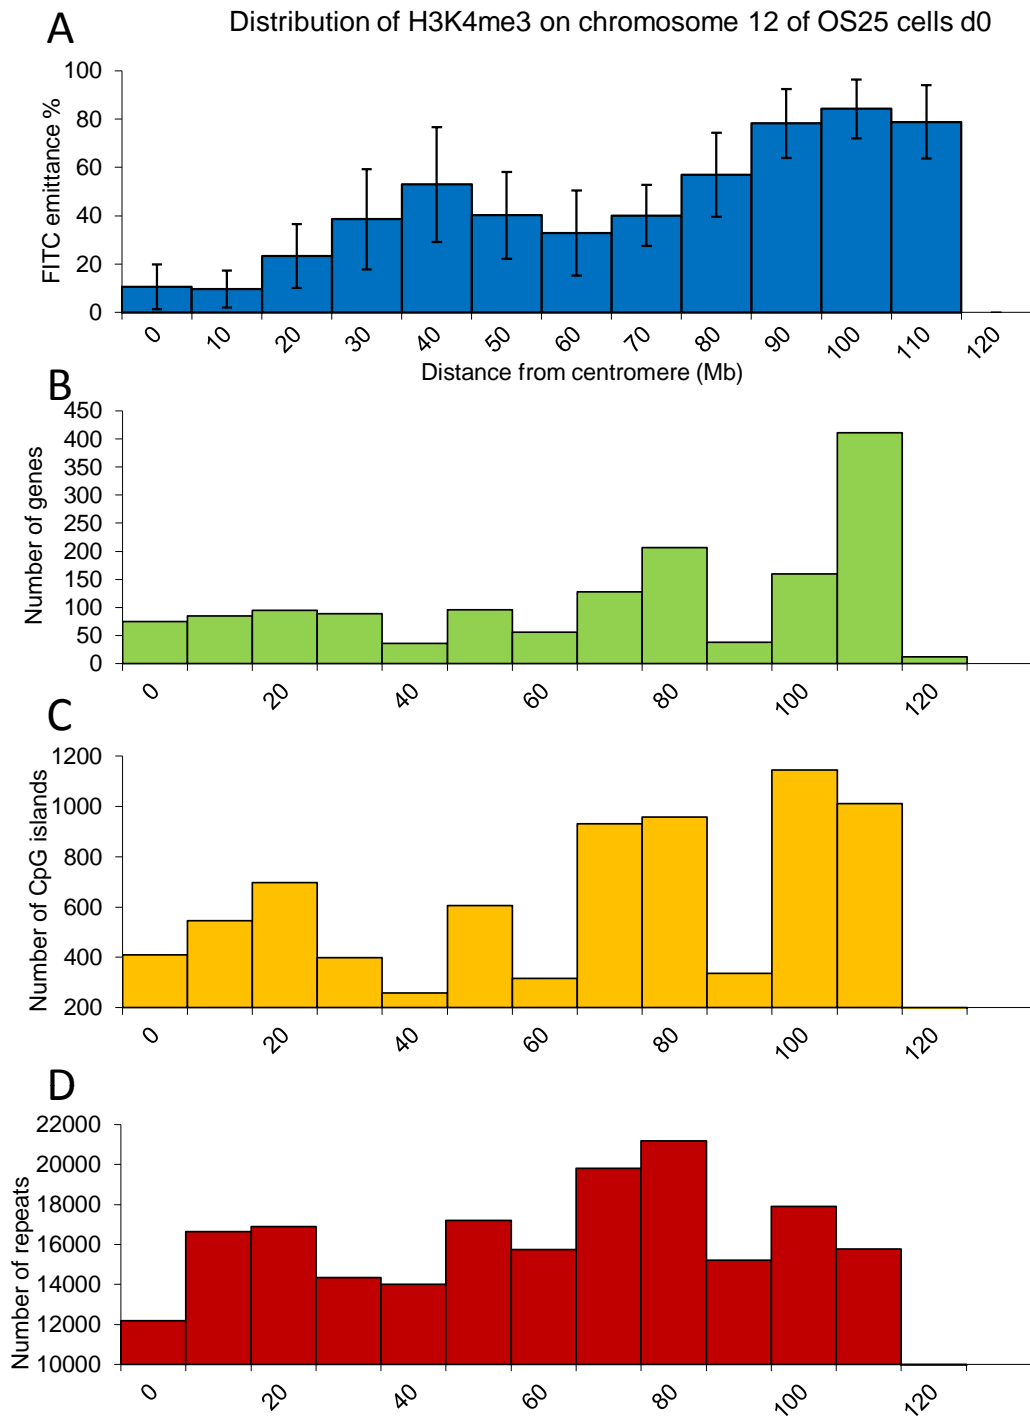 A
Distribution of H3K4me3 on chromosome 12 of OS25 cells d0
FITC emittance %
100
80
60
40
20
0
0 10 20 30 40 50 60 70 80 90 100 110 120
Distance from centromere (Mb)
B
Number of genes
450
400
350
300
250
200
150
100
50
0
0 20 40 60 80 100 120
C
Number of CpG islands
1200
1000
800
600
400
200
0 20 40 60 80 100 120
D
Number of repeats
22000
20000
18000
16000
14000
12000
10000
0 20 40 60 80 100 120